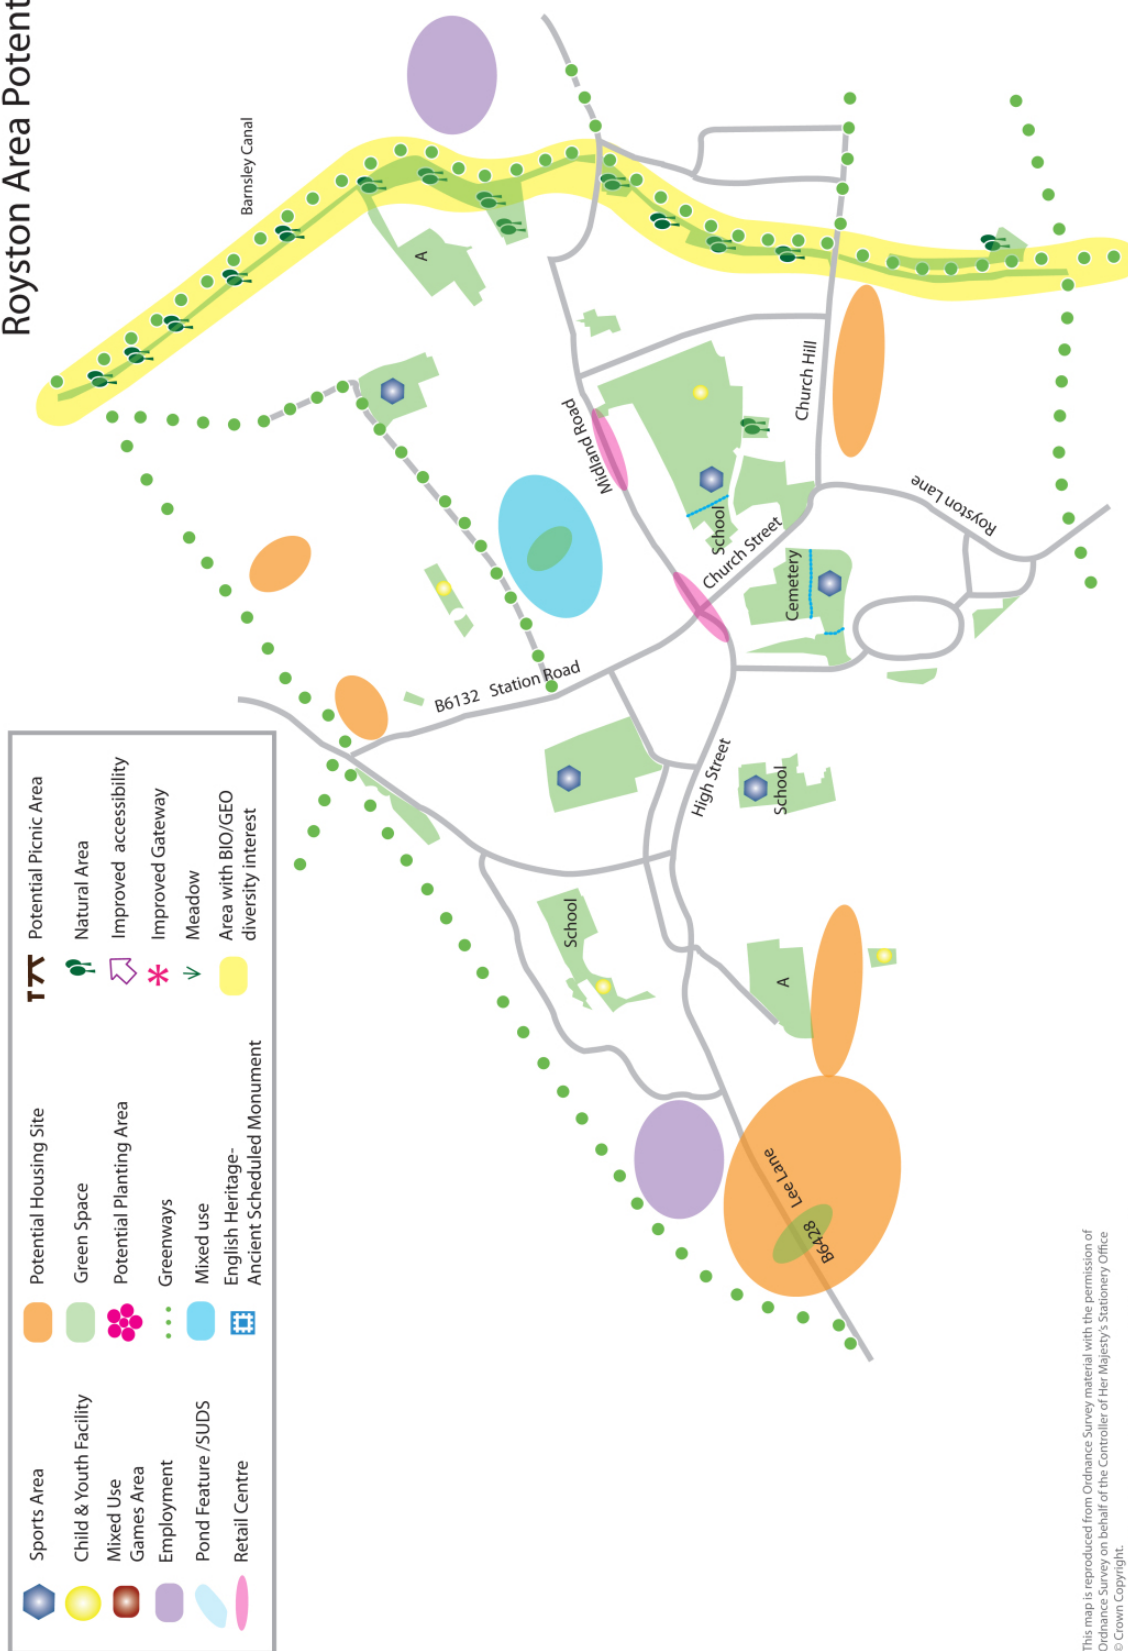 Royston Area Potent
Sports Area
Child & Youth Facility
Mixed Use
Games Area
Employment
Pond Feature /SUDS
Retail Centre
Potential Housing Site
Green Space
Potential Planting Area
Greenways
Mixed use
English Heritage-
Ancient Scheduled Monument
Potential Picnic Area
Natural Area
Improved accessibility
Improved Gateway
Meadow
Area with BIO/GEO
diversity interest
Barnsley Canal
A
Midland Road
Church Hill
School
Church Street
Royston Lane
Cemetery
B6132 Station Road
High Street
School
School
A
Lee Lane
B6428
This map is reproduced from Ordnance Survey material with the permission of
Ordnance Survey on behalf of the Controller of Her Majesty's Stationery Office
© Crown Copyright.